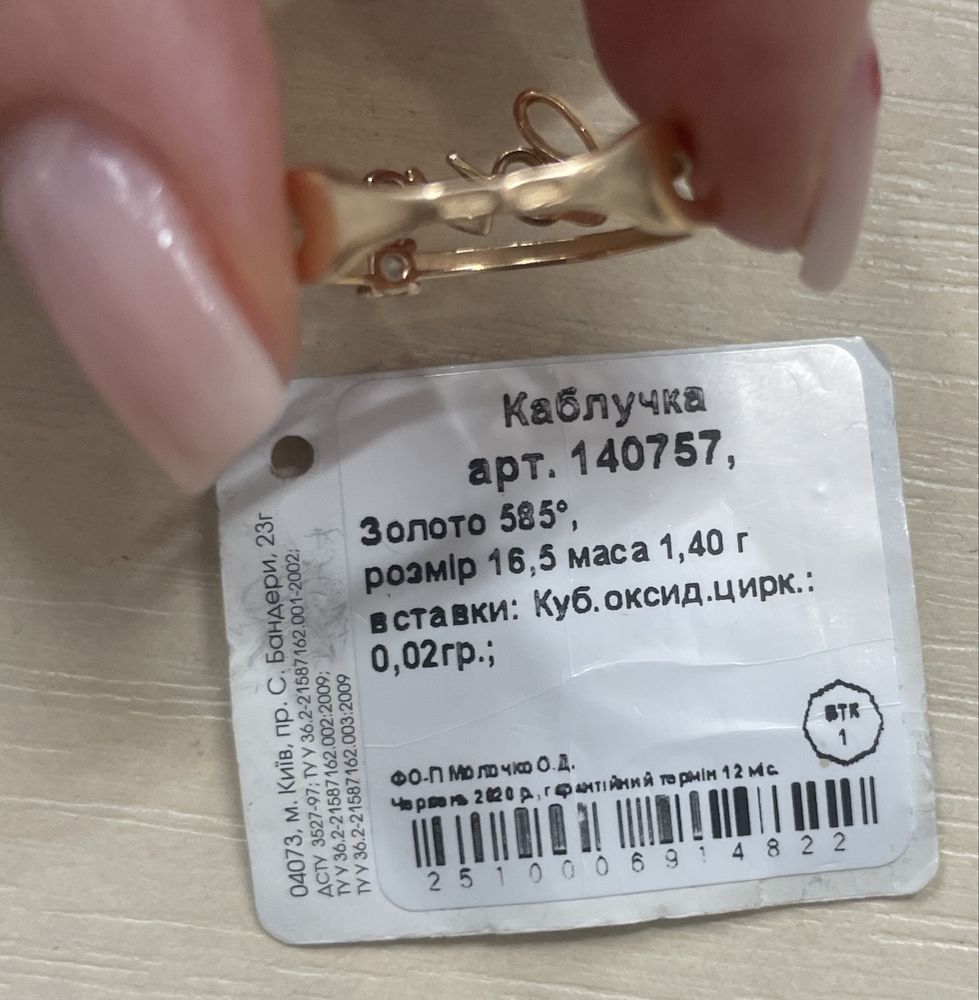 Каблучка
арт. 140757,
Золото 585°,
розмір 16,5 маса 1,40 г
вставки: Куб.оксид.цирк.:
0,02гр.;
ВТК
1
ФО-П Молочко О.Д.
Червень 2020 р., гарантійний термін 12 міс.
2510006914822
04073, м. Київ, пр. С. Бандери, 23г
ДСТУ 3527-97; ТУ У 36.2-21587162.001-2002;
ТУ У 36.2-21587162.002:2009;
ТУ У 36.2-21587162.003:2009